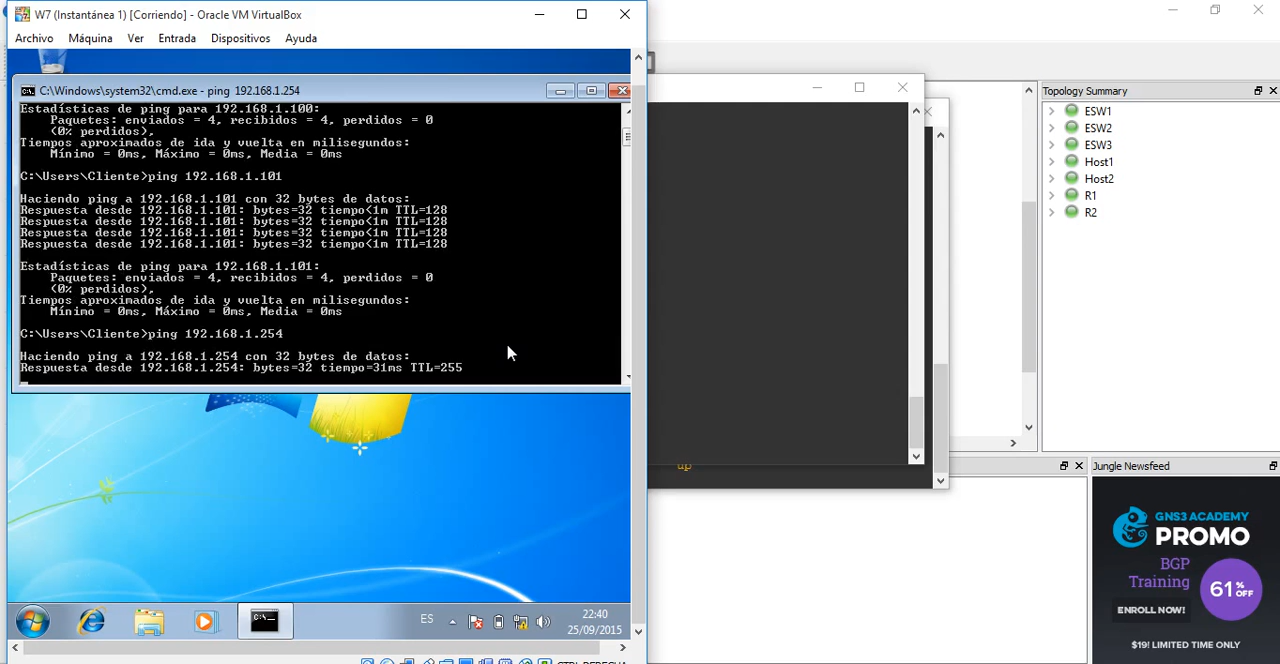 W7 (Instantánea 1) [Corriendo] - Oracle VM VirtualBox
Archivo Máquina Ver Entrada Dispositivos Ayuda
C:\Windows\system32\cmd.exe - ping 192.168.1.254
Estadísticas de ping para 192.168.1.100:
Paquetes: enviados = 4, recibidos = 4, perdidos = 0
(0% perdidos),
Tiempos aproximados de ida y vuelta en milisegundos:
Mínimo = 0ms, Máximo = 0ms, Media = 0ms
C:\Users\Cliente>ping 192.168.1.101
Haciendo ping a 192.168.1.101 con 32 bytes de datos:
Respuesta desde 192.168.1.101: bytes=32 tiempo<1m TTL=128
Respuesta desde 192.168.1.101: bytes=32 tiempo<1m TTL=128
Respuesta desde 192.168.1.101: bytes=32 tiempo<1m TTL=128
Respuesta desde 192.168.1.101: bytes=32 tiempo<1m TTL=128
Estadísticas de ping para 192.168.1.101:
Paquetes: enviados = 4, recibidos = 4, perdidos = 0
(0% perdidos),
Tiempos aproximados de ida y vuelta en milisegundos:
Mínimo = 0ms, Máximo = 0ms, Media = 0ms
C:\Users\Cliente>ping 192.168.1.254
Haciendo ping a 192.168.1.254 con 32 bytes de datos:
Respuesta desde 192.168.1.254: bytes=32 tiempo=31ms TTL=255
ES
22:40
25/09/2015
CTRL DERECHA
up
Topology Summary
ESW1
ESW2
ESW3
Host1
Host2
R1
R2
Jungle Newsfeed
GNS3 ACADEMY
PROMO
BGP
Training
61% OFF
ENROLL NOW!
$19! LIMITED TIME ONLY